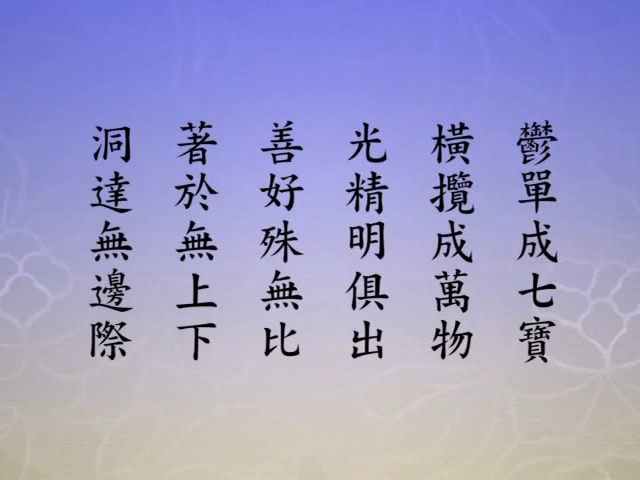 鬱單成七寶
橫攬成萬物
光精明俱出
善好殊無比
著於無上下
洞達無邊際